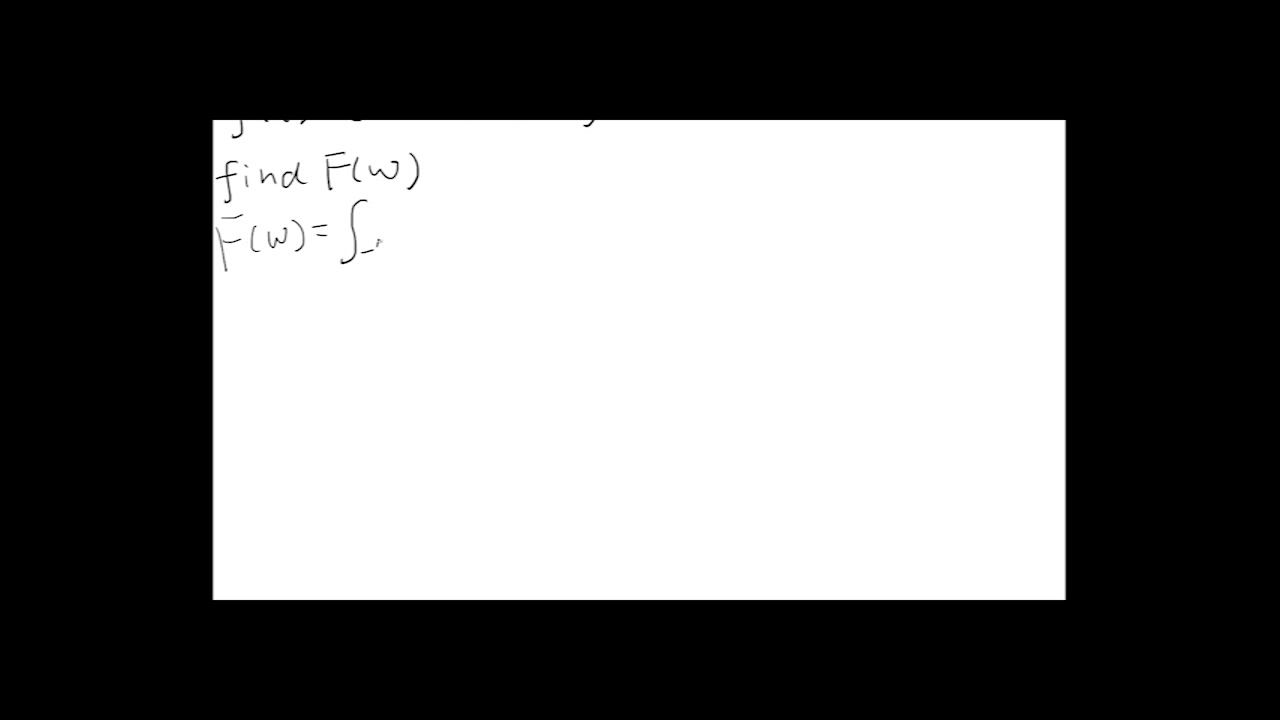 find F(w)
F(w) = ∫_-